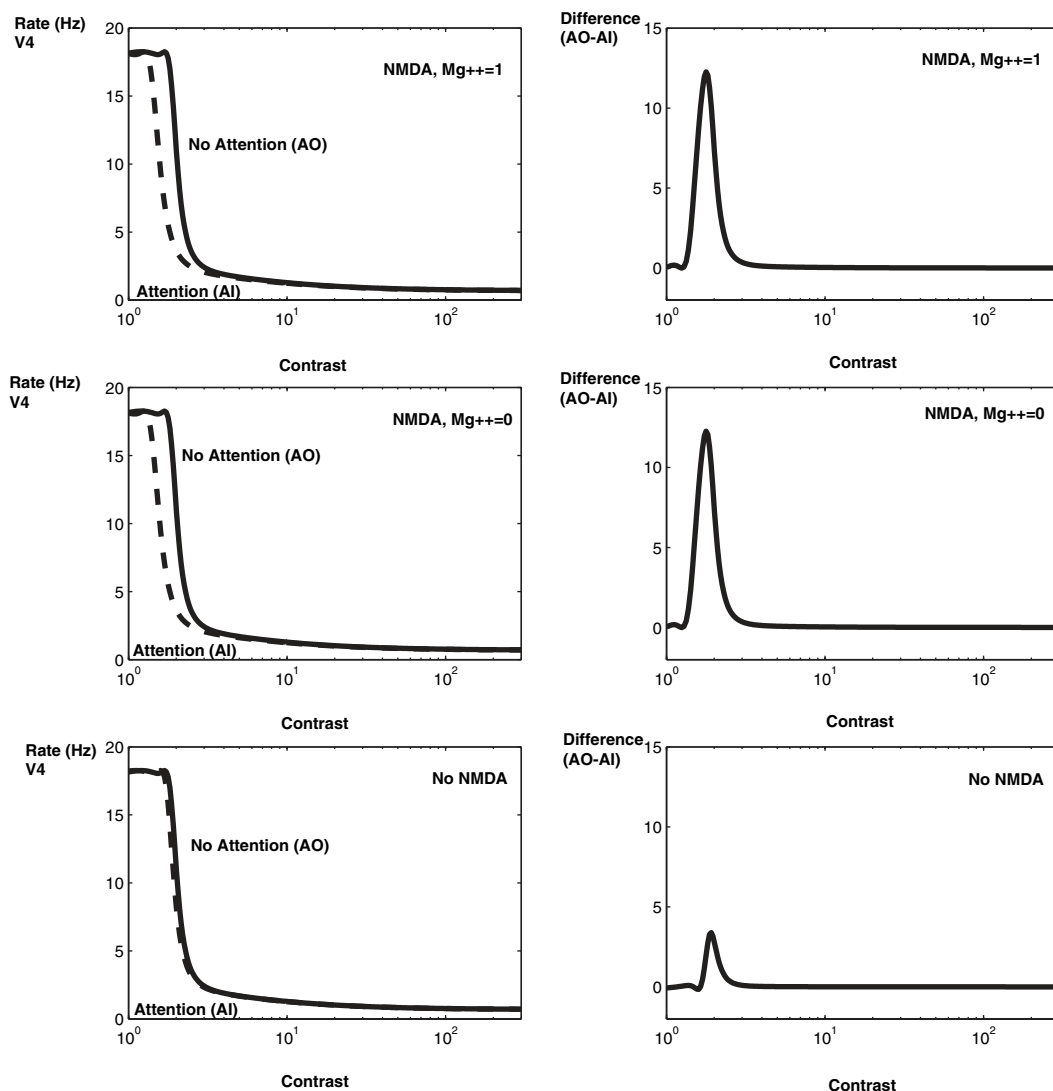 Rate (Hz)
V4
20
15
10
5
0
NMDA, Mg++=1
No Attention (AO)
Attention (AI)
10^0
10^1
10^2
Contrast
Difference
(AO-AI)
15
10
5
0
NMDA, Mg++=1
10^0
10^1
10^2
Contrast
Rate (Hz)
V4
20
15
10
5
0
NMDA, Mg++=0
No Attention (AO)
Attention (AI)
10^0
10^1
10^2
Contrast
Difference
(AO-AI)
15
10
5
0
NMDA, Mg++=0
10^0
10^1
10^2
Contrast
Rate (Hz)
V4
20
15
10
5
0
No NMDA
No Attention (AO)
Attention (AI)
10^0
10^1
10^2
Contrast
Difference
(AO-AI)
15
10
5
0
No NMDA
10^0
10^1
10^2
Contrast